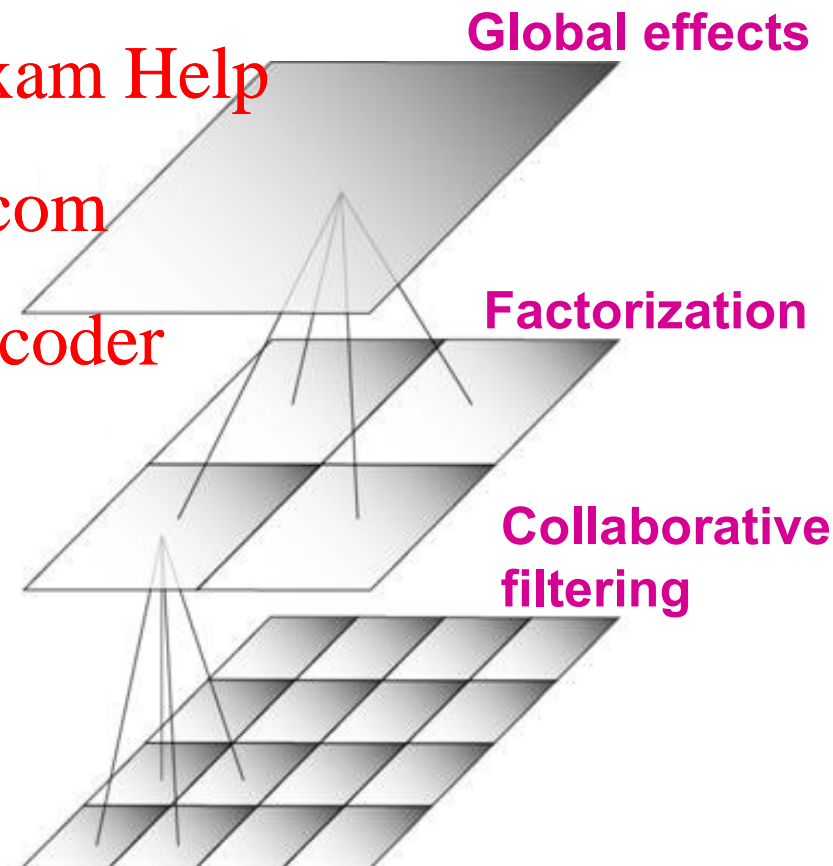 Global effects
xam Help
com
Factorization
coder
Collaborative
filtering